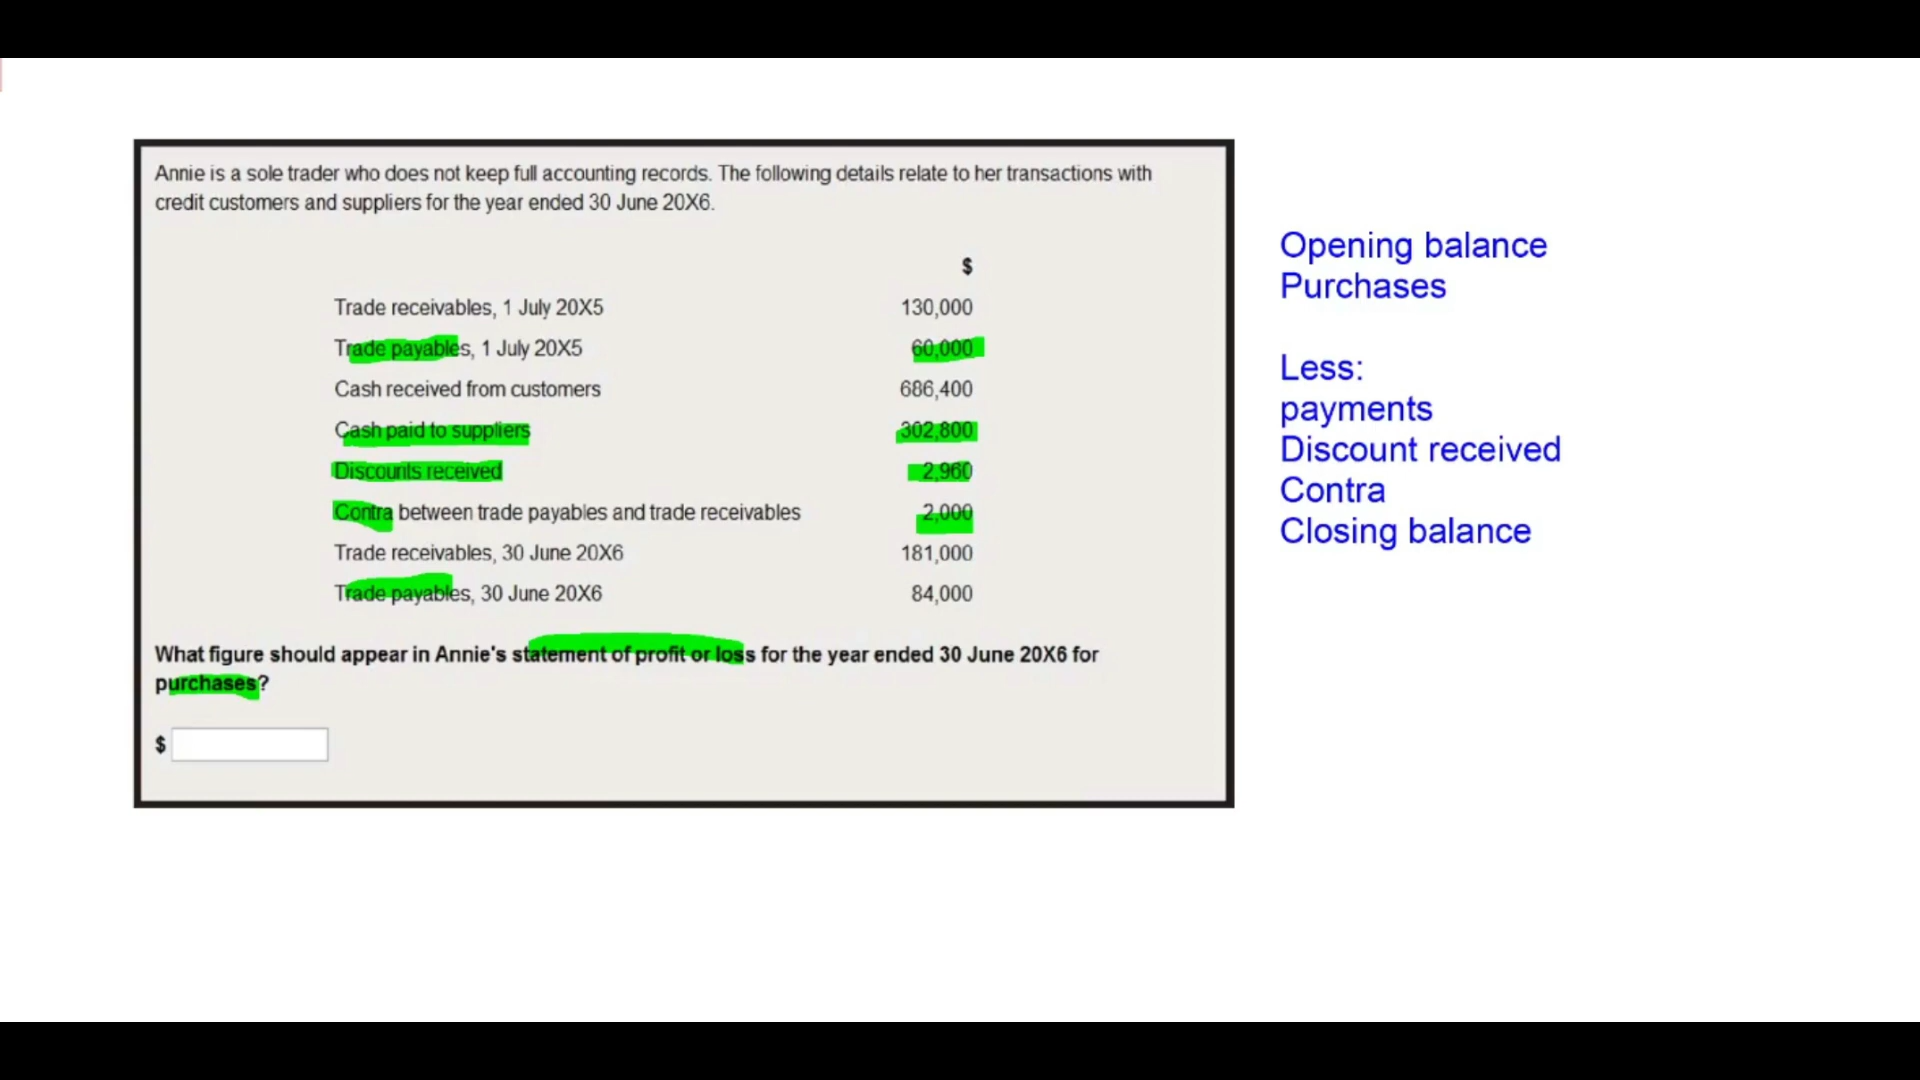 Annie is a sole trader who does not keep full accounting records. The following details relate to her transactions with
credit customers and suppliers for the year ended 30 June 20X6.
$
Trade receivables, 1 July 20X5 130,000
Trade payables, 1 July 20X5 60,000
Cash received from customers 686,400
Cash paid to suppliers 302,800
Discounts received 2,960
Contra between trade payables and trade receivables 2,000
Trade receivables, 30 June 20X6 181,000
Trade payables, 30 June 20X6 84,000
What figure should appear in Annie's statement of profit or loss for the year ended 30 June 20X6 for
purchases?
$
Opening balance
Purchases
Less:
payments
Discount received
Contra
Closing balance